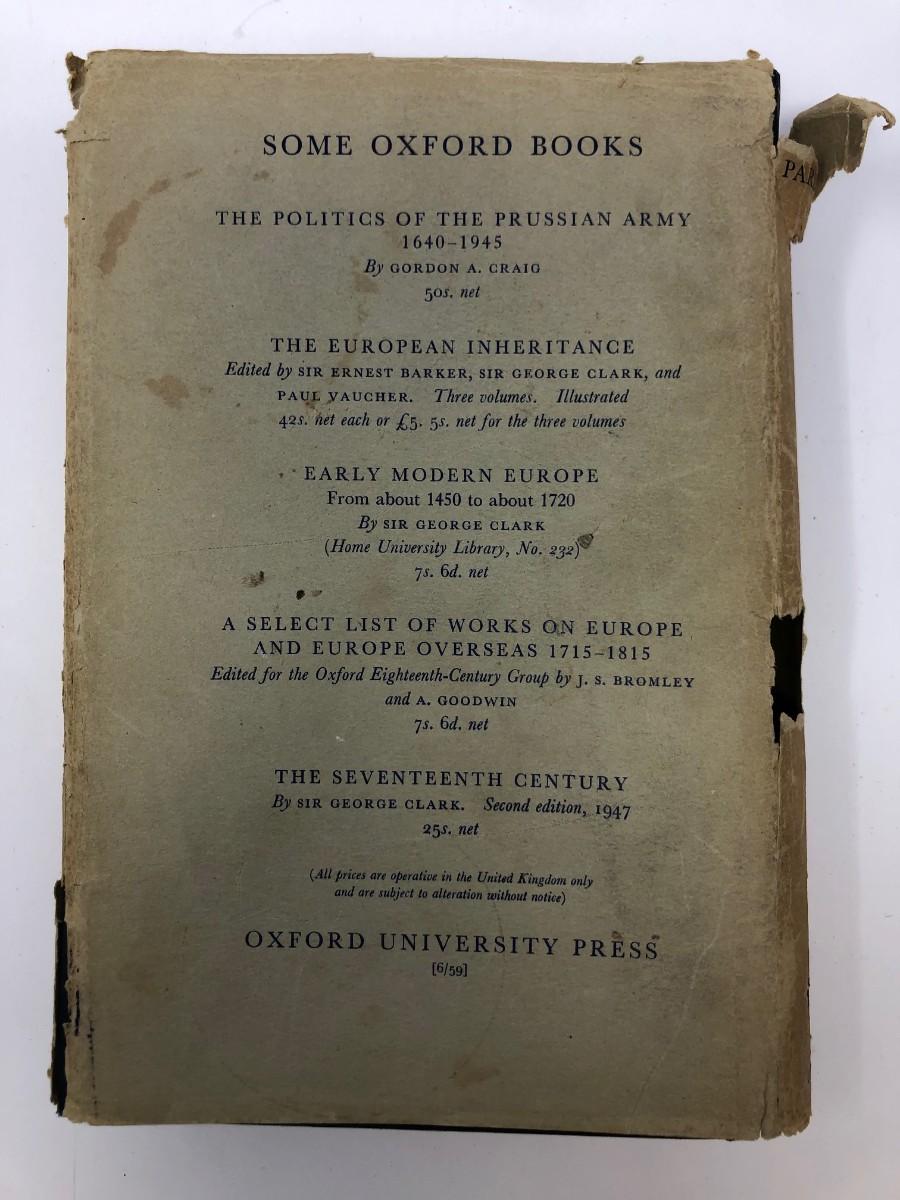 SOME OXFORD BOOKS
THE POLITICS OF THE PRUSSIAN ARMY
1640–1945
By GORDON A. CRAIG
50s. net
THE EUROPEAN INHERITANCE
Edited by SIR ERNEST BARKER, SIR GEORGE CLARK, and
PAUL VAUCHER. Three volumes. Illustrated
42s. net each or £5. 5s. net for the three volumes
EARLY MODERN EUROPE
From about 1450 to about 1720
By SIR GEORGE CLARK
(Home University Library, No. 232)
7s. 6d. net
A SELECT LIST OF WORKS ON EUROPE
AND EUROPE OVERSEAS 1715–1815
Edited for the Oxford Eighteenth-Century Group by J. S. BROMLEY
and A. GOODWIN
7s. 6d. net
THE SEVENTEENTH CENTURY
By SIR GEORGE CLARK. Second edition, 1947
25s. net
(All prices are operative in the United Kingdom only
and are subject to alteration without notice)
OXFORD UNIVERSITY PRESS
[6/59]